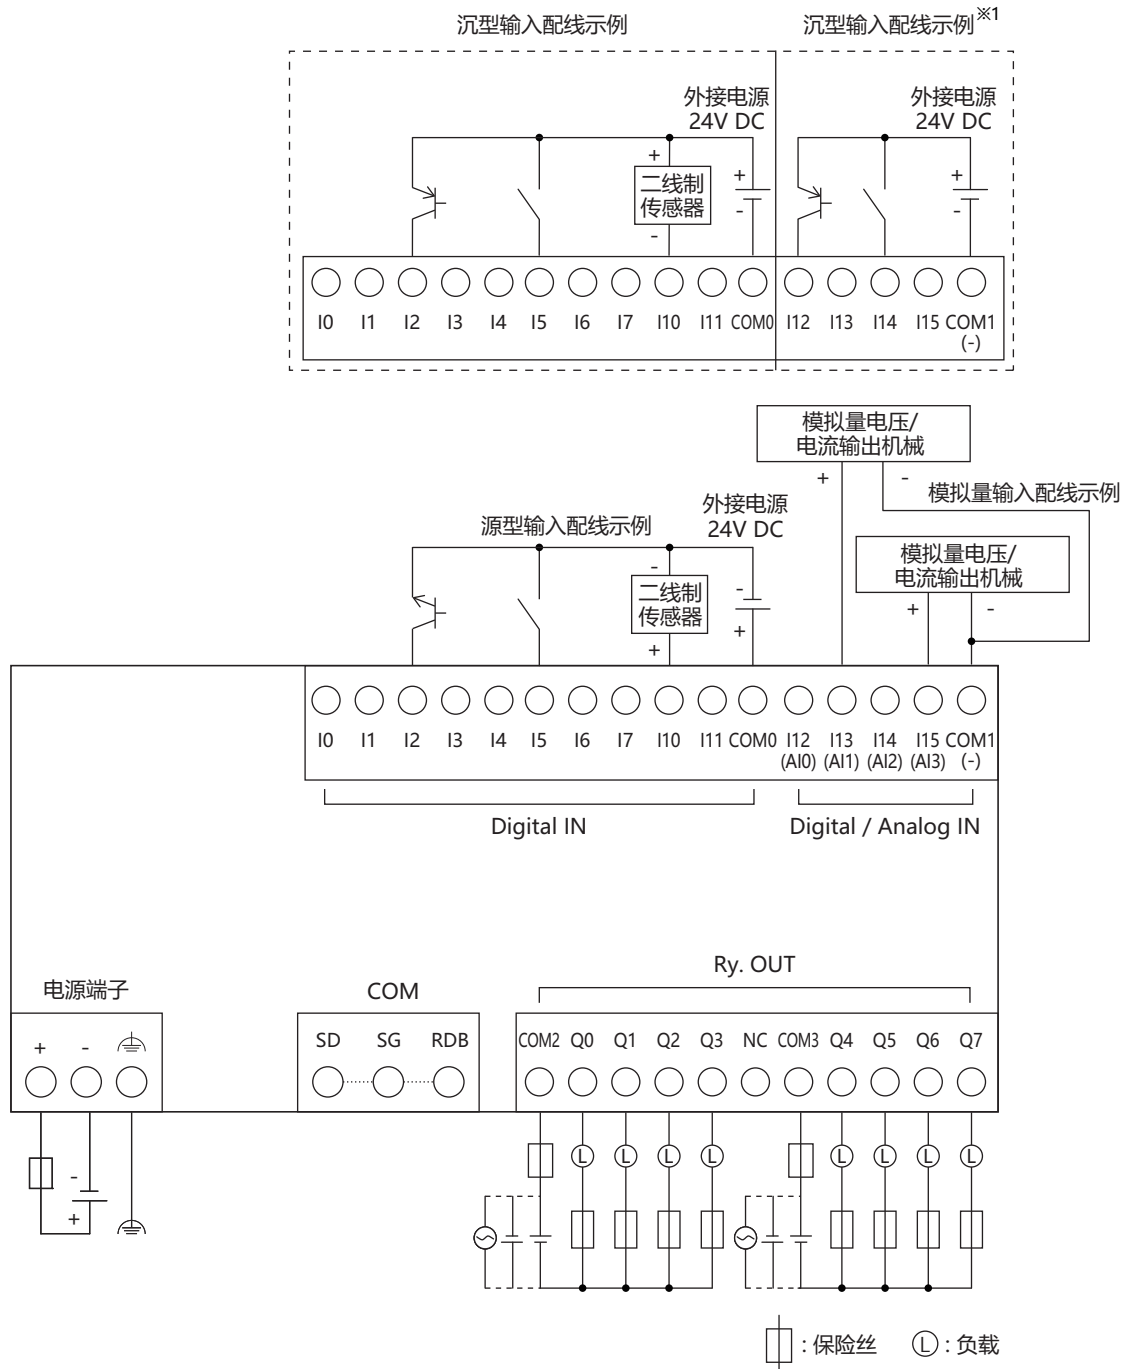 沉型输入配线示例
沉型输入配线示例※1
外接电源
24V DC
外接电源
24V DC
+
二线制
传感器
-
+
-
+
-
I0 I1 I2 I3 I4 I5 I6 I7 I10 I11 COM0 I12 I13 I14 I15 COM1
(-)
模拟量电压/
电流输出机械
+ -
模拟量输入配线示例
模拟量电压/
电流输出机械
+ -
源型输入配线示例
外接电源
24V DC
-
二线制
传感器
+
-
+
I0 I1 I2 I3 I4 I5 I6 I7 I10 I11 COM0 I12 I13 I14 I15 COM1
(AI0) (AI1) (AI2) (AI3) (-)
Digital IN
Digital / Analog IN
电源端子
COM
Ry. OUT
+ -
SD SG RDB
COM2 Q0 Q1 Q2 Q3 NC COM3 Q4 Q5 Q6 Q7
L L L L L L L L
-
+
: 保险丝
L : 负载